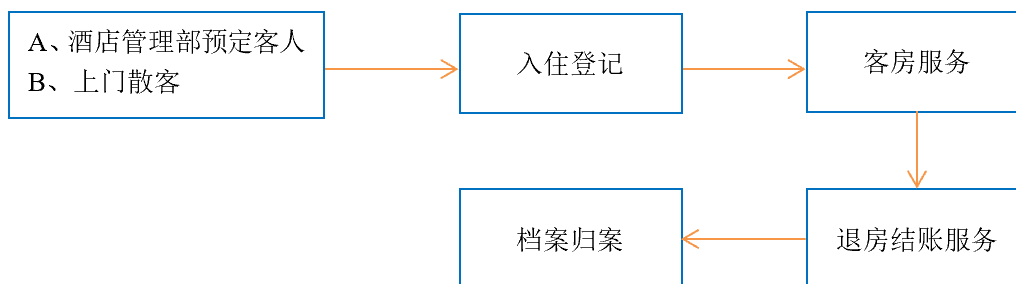 A、酒店管理部预定客人
B、上门散客
入住登记
客房服务
退房结账服务
档案归案